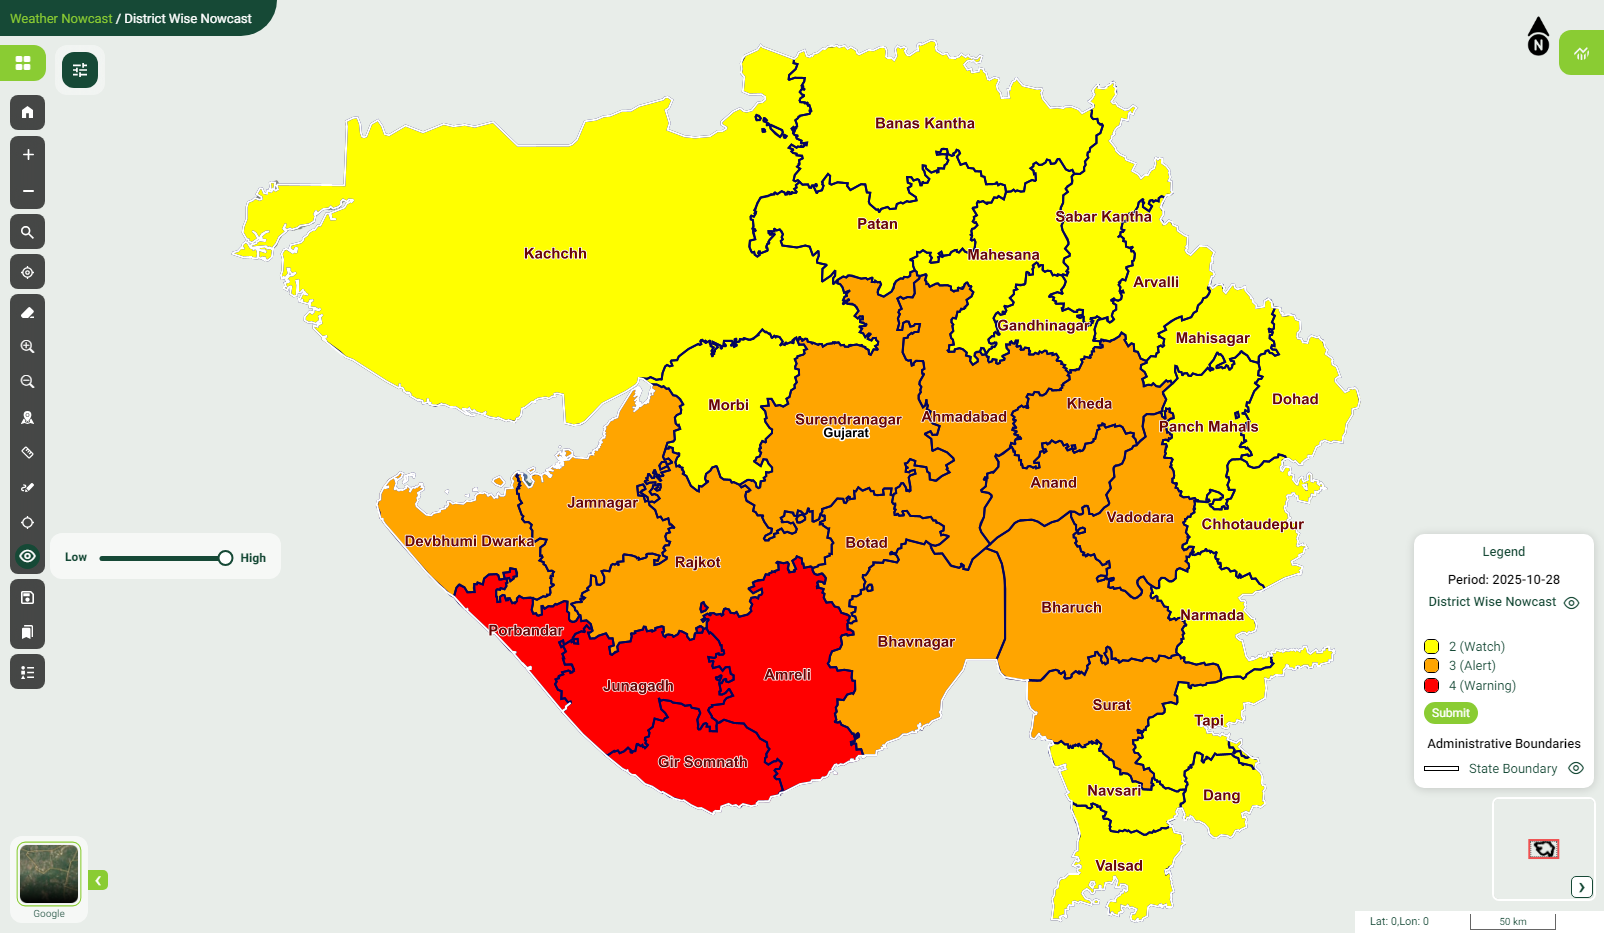 Weather Nowcast / District Wise Nowcast
N
Banas Kantha
Patan
Sabar Kantha
Kachchh
Mahesana
Arvalli
Gandhinagar
Mahisagar
Morbi
Surendranagar
Gujarat
Ahmadabad
Kheda
Dohad
Panch Mahals
Anand
Jamnagar
Vadodara
Chhotaudepur
Devbhumi Dwarka
Botad
Rajkot
Low
High
Bharuch
Narmada
Porbandar
Bhavnagar
Amreli
Junagadh
Surat
Tapi
Gir Somnath
Navsari
Dang
Valsad
Legend
Period: 2025-10-28
District Wise Nowcast
2 (Watch)
3 (Alert)
4 (Warning)
Submit
Administrative Boundaries
State Boundary
Google
Lat: 0,Lon: 0
50 km